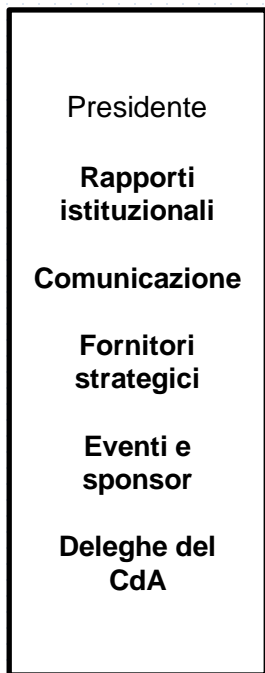 Presidente
Rapporti
istituzionali
Comunicazione
Fornitori
strategici
Eventi e
sponsor
Deleghe del
CdA